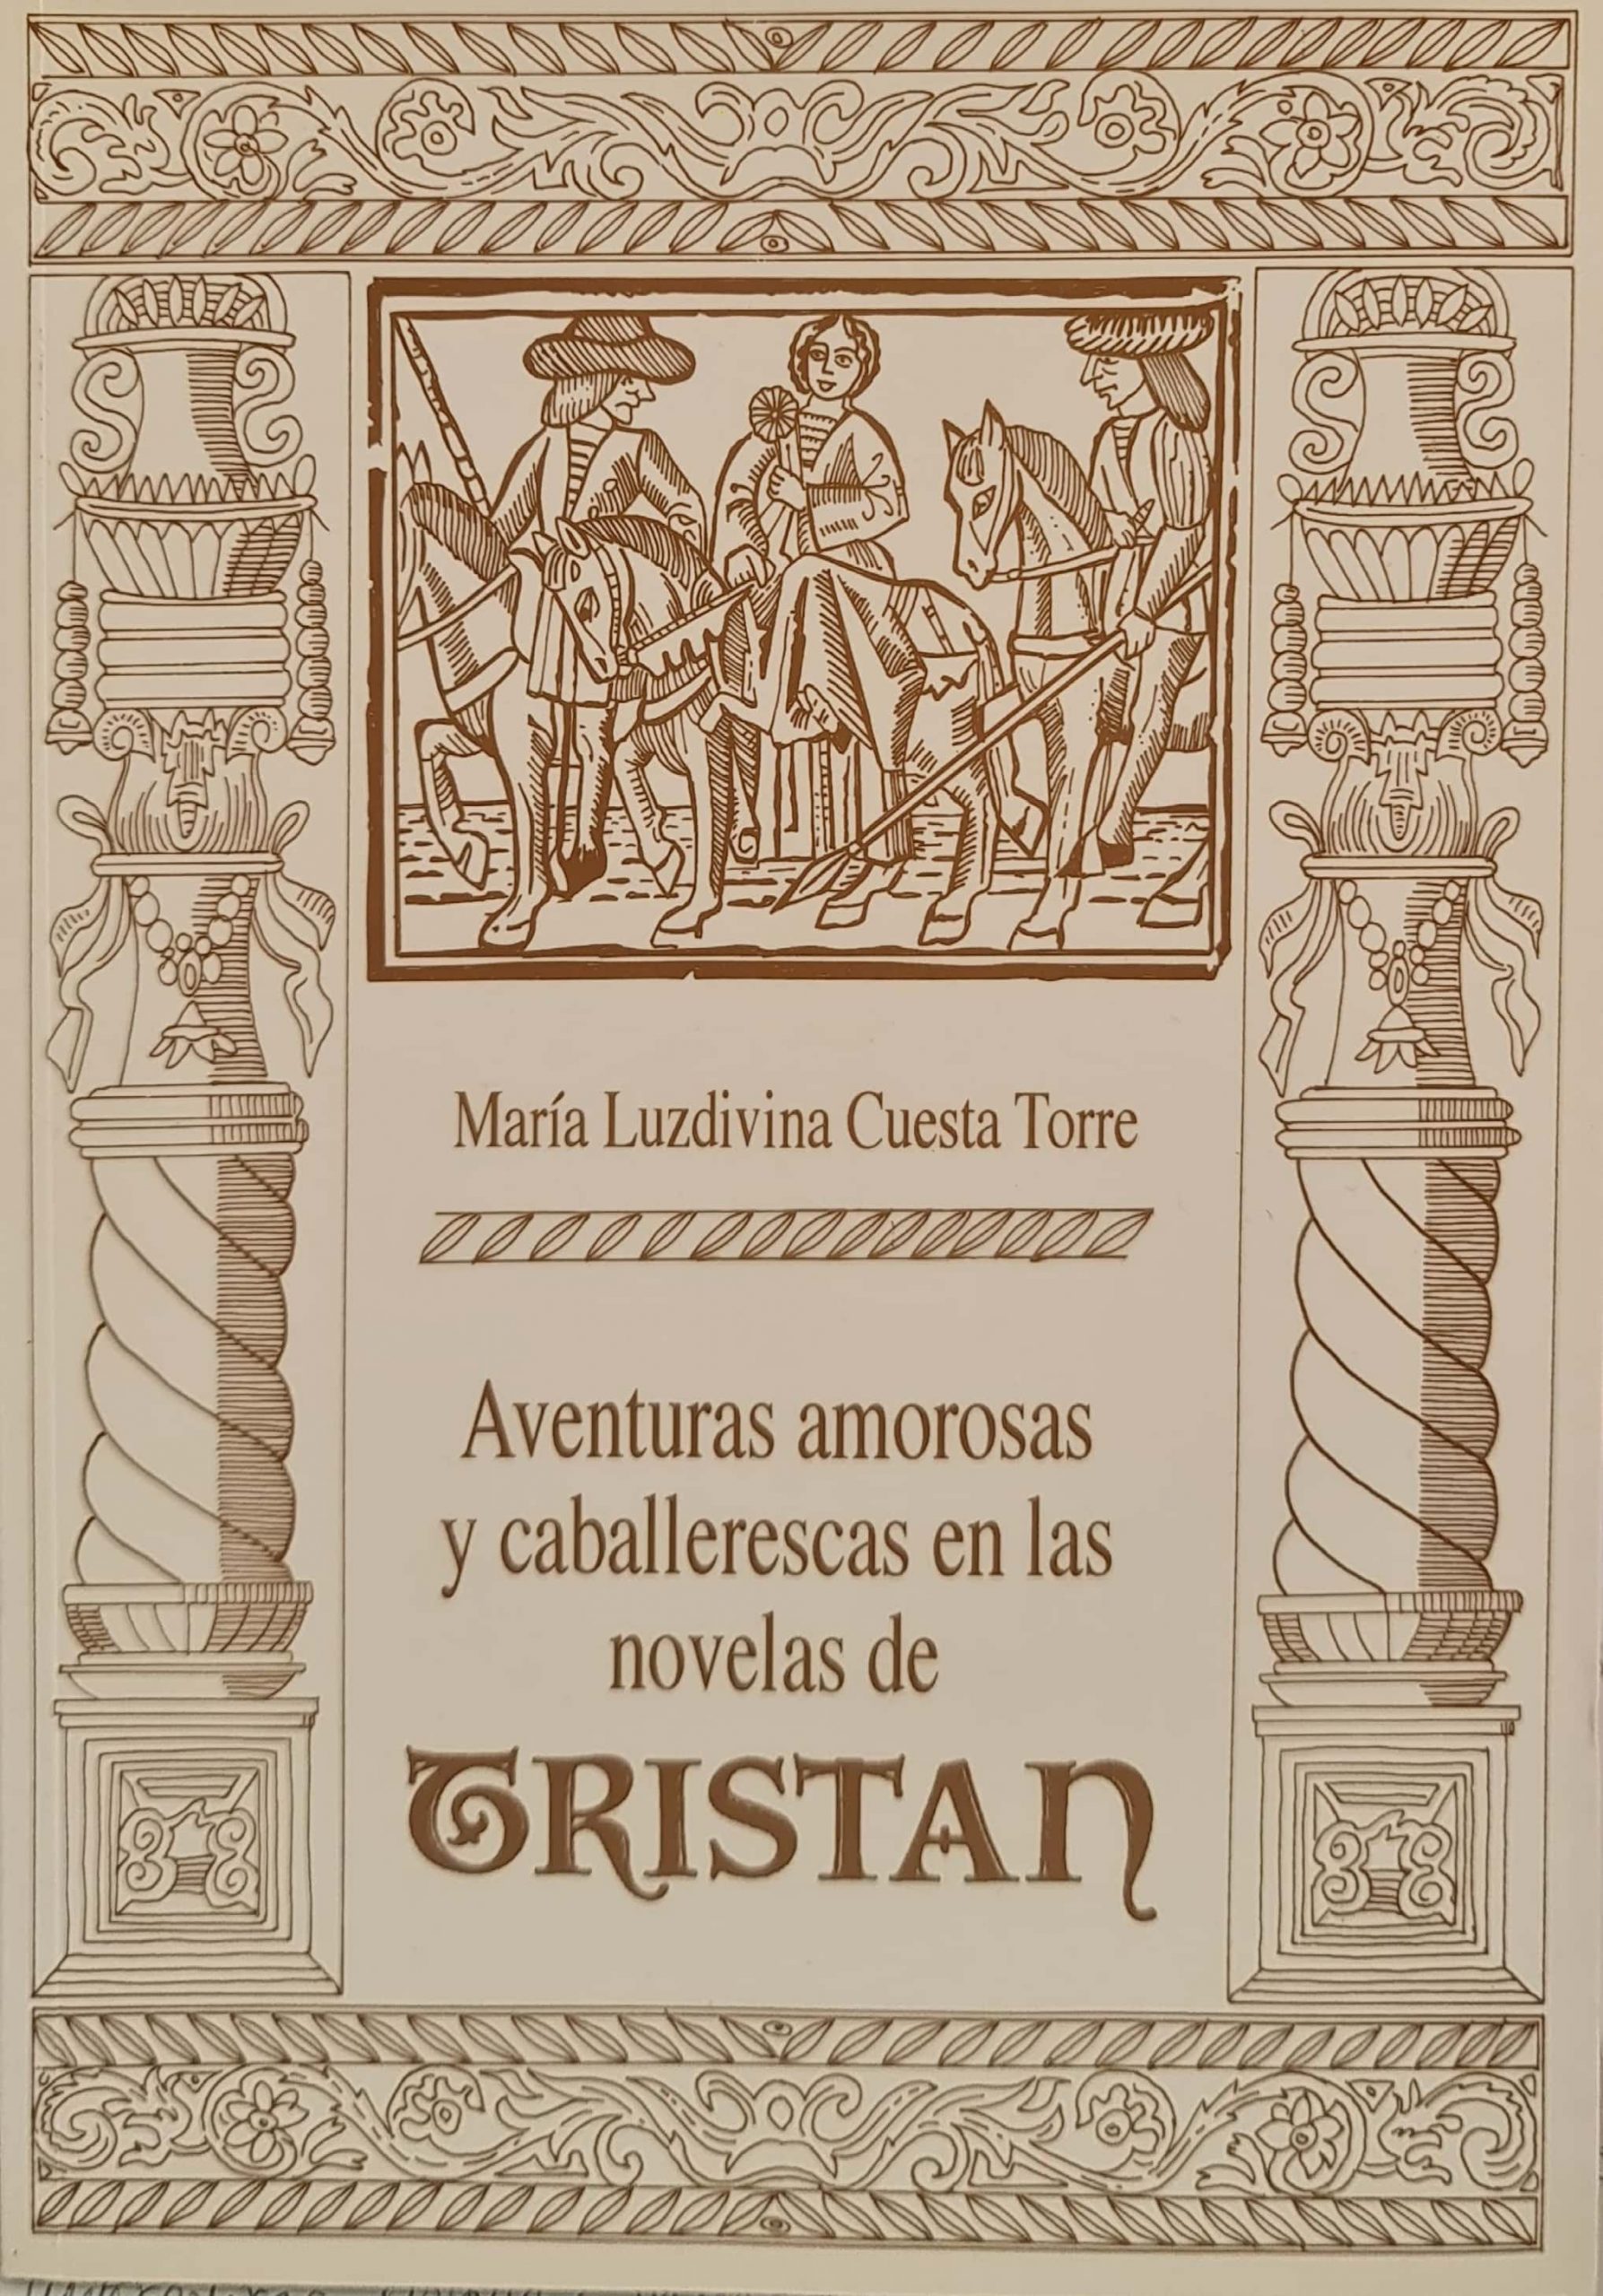 María Luzdivina Cuesta Torre
Aventuras amorosas
y caballerescas en las
novelas de
TRISTAN